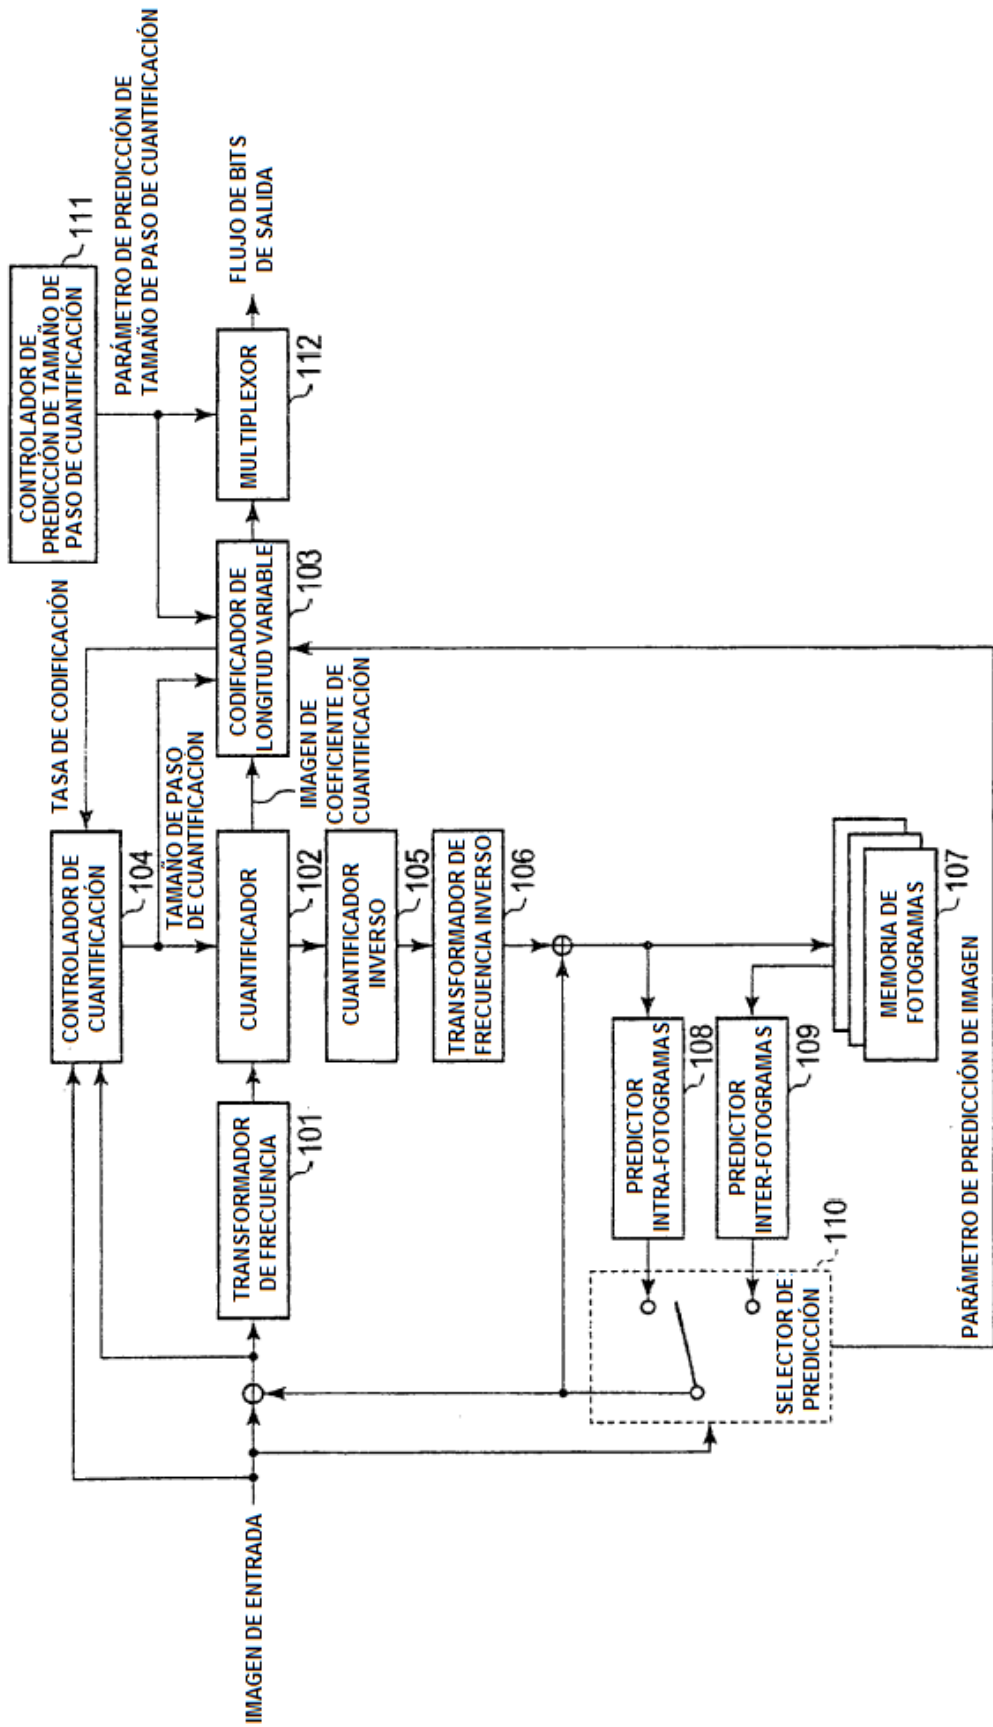 CONTROLADOR DE
PREDICCIÓN DE TAMAÑO DE
PASO DE CUANTIFICACIÓN
111
PARÁMETRO DE PREDICCIÓN DE
TAMAÑO DE PASO DE CUANTIFICACIÓN
TASA DE CODIFICACIÓN
CONTROLADOR DE
CUANTIFICACIÓN
104
TAMAÑO DE PASO
DE CUANTIFICACIÓN
IMAGEN DE ENTRADA
TRANSFORMADOR
DE FRECUENCIA
101
CUANTIFICADOR
102
IMAGEN DE
COEFICIENTE DE
CUANTIFICACIÓN
CODIFICADOR DE
LONGITUD VARIABLE
103
MULTIPLEXOR
112
FLUJO DE BITS
DE SALIDA
CUANTIFICADOR
INVERSO
105
TRANSFORMADOR DE
FRECUENCIA INVERSO
106
PREDICTOR
INTRA-FOTOGRAMAS
108
PREDICTOR
INTER-FOTOGRAMAS
109
MEMORIA DE
FOTOGRAMAS
107
SELECTOR DE
PREDICCIÓN
110
PARÁMETRO DE PREDICCIÓN DE IMAGEN